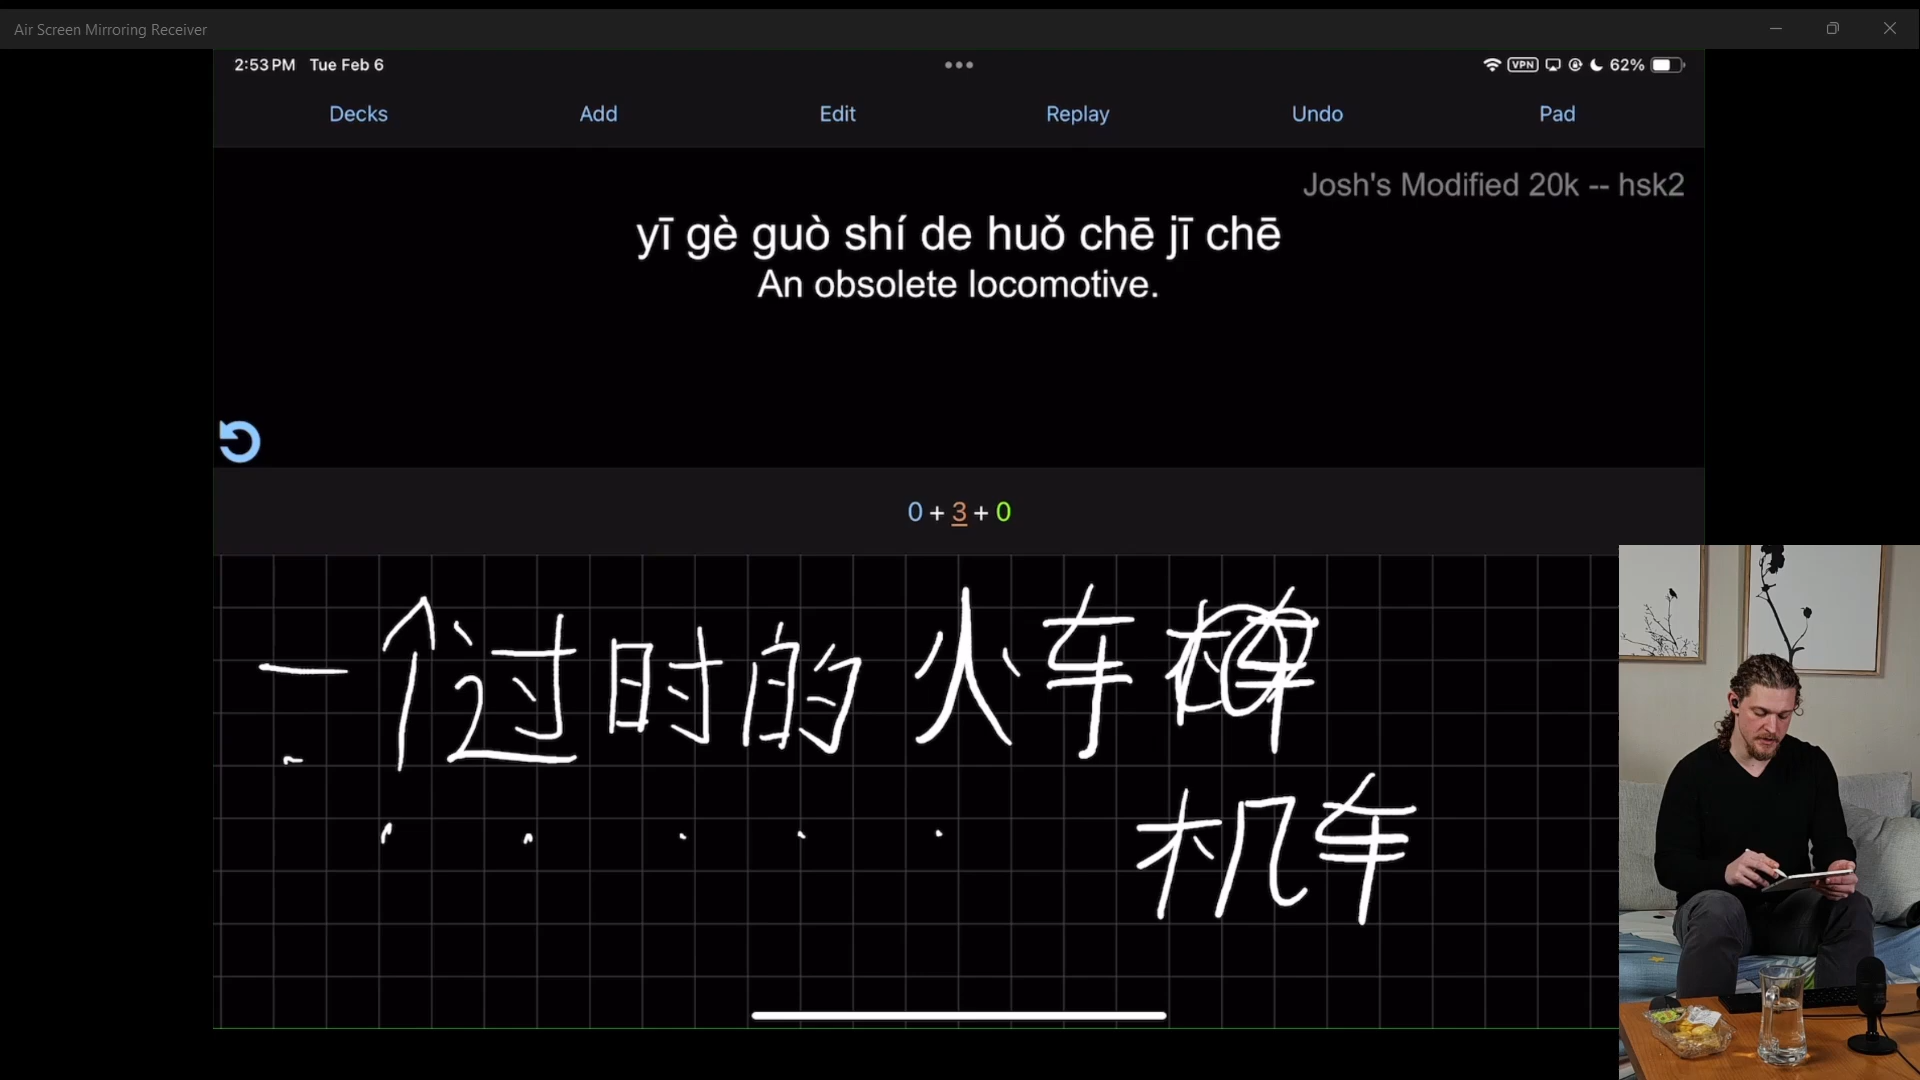 Air Screen Mirroring Receiver
2:53 PM Tue Feb 6
VPN 62%
Decks Add Edit Replay Undo Pad
Josh's Modified 20k -- hsk2
yī gè guò shí de huǒ chē jī chē
An obsolete locomotive.
0 + 3 + 0
一个过时的火车
机车